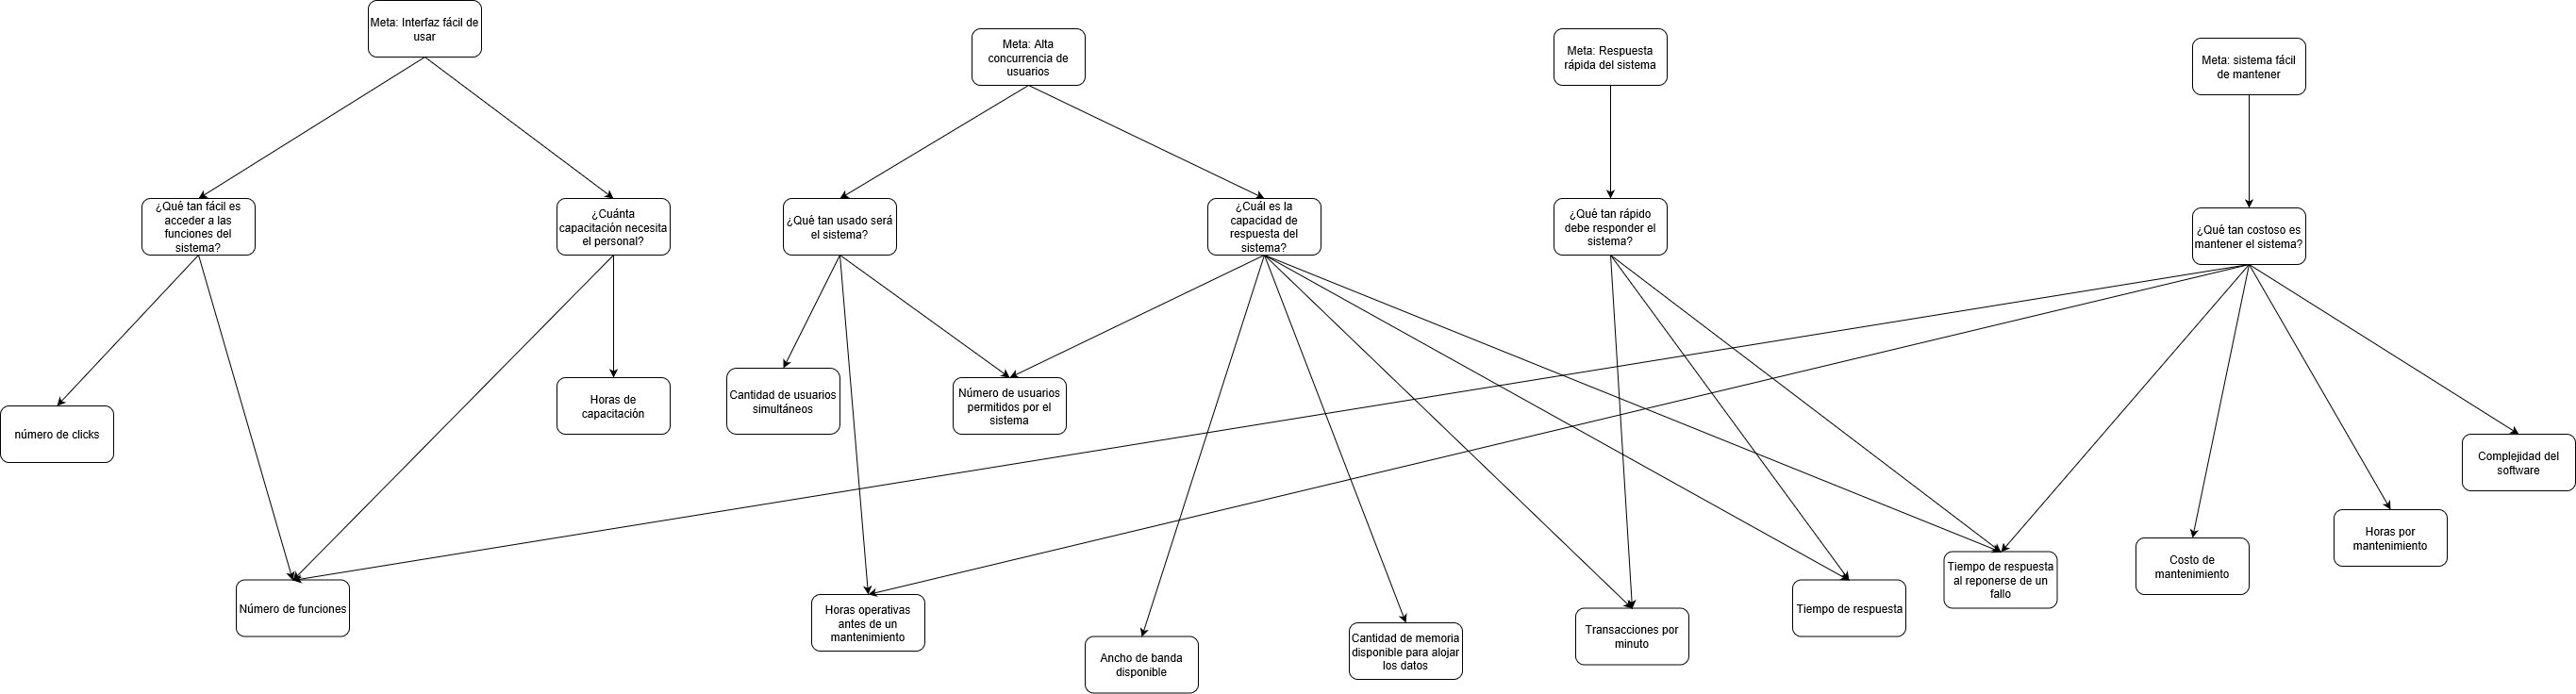 Meta: Interfaz fácil de
usar
Meta: Alta
concurrencia de
usuarios
Meta: Respuesta
rápida del sistema
Meta: sistema fácil
de mantener
¿Qué tan fácil es
acceder a las
funciones del
sistema?
¿Cuánta
capacitación necesita
el personal?
¿Qué tan usado será
el sistema?
¿Cuál es la
capacidad de
respuesta del
sistema?
¿Qué tan rápido
debe responder el
sistema?
¿Qué tan costoso es
mantener el sistema?
número de clicks
Horas de
capacitación
Cantidad de usuarios
simultáneos
Número de usuarios
permitidos por el
sistema
Complejidad del
software
Horas por
mantenimiento
Costo de
mantenimiento
Tiempo de respuesta
al reponerse de un
fallo
Número de funciones
Horas operativas
antes de un
mantenimiento
Ancho de banda
disponible
Cantidad de memoria
disponible para alojar
los datos
Transacciones por
minuto
Tiempo de respuesta